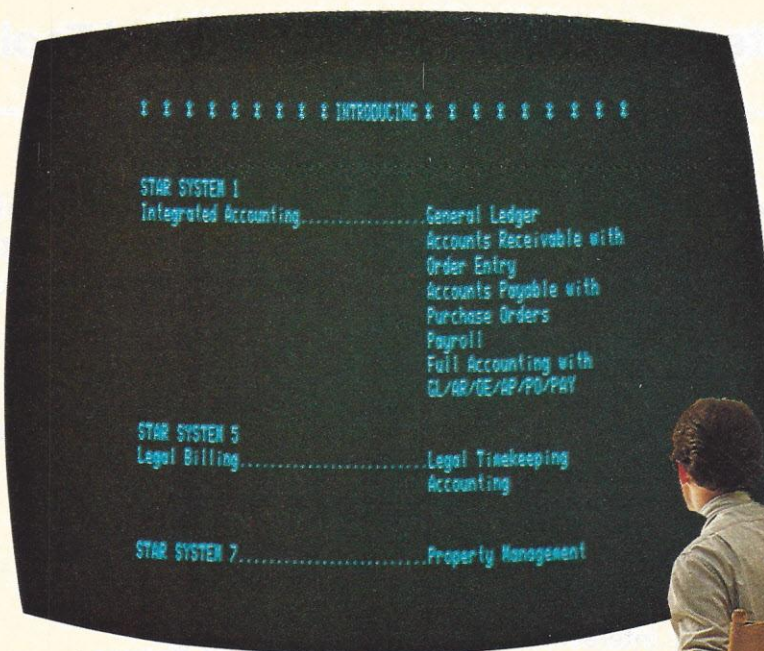 * * * * * * * * * INTRODUCING * * * * * * * * * *
STAR SYSTEM 1
Integrated Accounting.................General Ledger
Accounts Receivable with
Order Entry
Accounts Payable with
Purchase Orders
Payroll
Full Accounting with
GL/AR/OE/AP/PO/PAY
STAR SYSTEM 5
Legal Billing.........................Legal Timekeeping
Accounting
STAR SYSTEM 7.........................Property Management